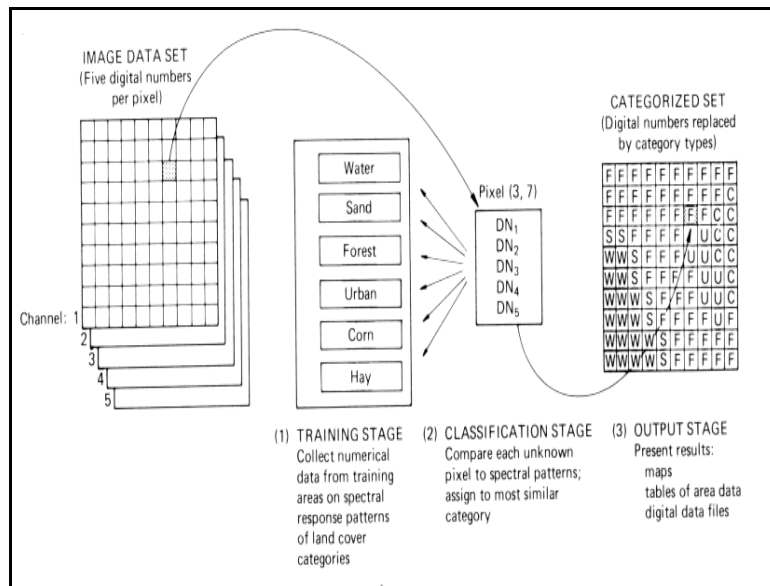 IMAGE DATA SET
(Five digital numbers
per pixel)
Channel: 1
2
3
4
5
Water
Sand
Forest
Urban
Corn
Hay
Pixel (3, 7)
DN₁
DN₂
DN₃
DN₄
DN₅
CATEGORIZED SET
(Digital numbers replaced
by category types)
F F F F F F F F F F
F F F F F F F F F C
F F F F F F F F C C
S S F F F F U C C
W W S F F F U U C C
W W S F F F F U U C
W W W S F F F U U C
W W W S F F F F U F
W W W W S F F F F F
W W W W S F F F F F
(1) TRAINING STAGE
Collect numerical
data from training
areas on spectral
response patterns
of land cover
categories
(2) CLASSIFICATION STAGE
Compare each unknown
pixel to spectral patterns;
assign to most similar
category
(3) OUTPUT STAGE
Present results:
maps
tables of area data
digital data files